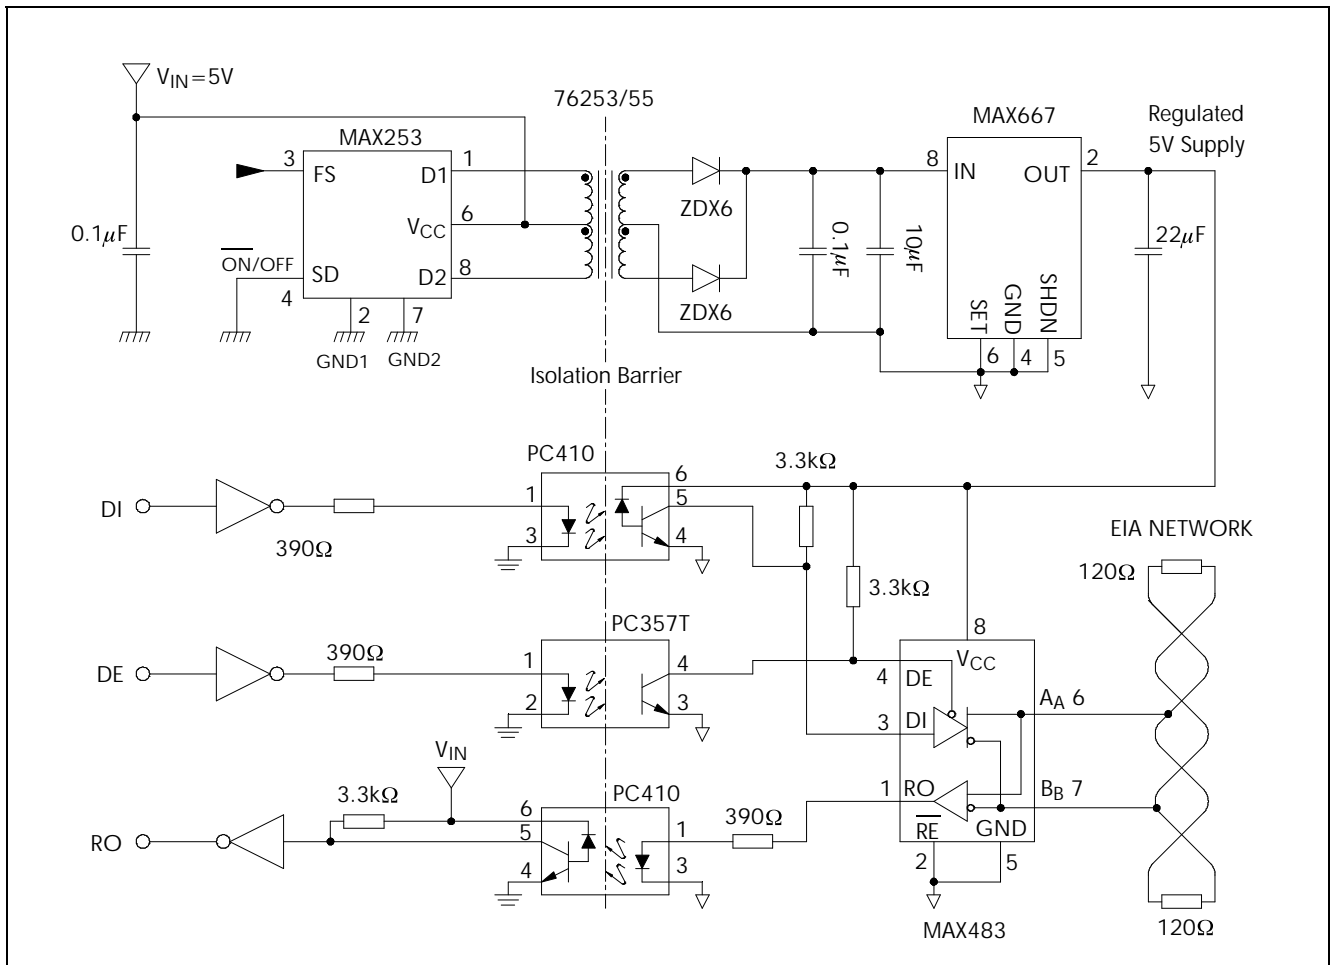 V_IN=5V
76253/55
MAX253
MAX667
Regulated
5V Supply
3
FS
D1
1
8
IN
OUT
2
ZDX6
0.1μF
V_CC
6
0.1μF
10μF
22μF
ON/OFF
SD
4
D2
8
ZDX6
SET
GND
SHDN
2
7
GND1
GND2
6
4
5
Isolation Barrier
PC410
3.3kΩ
DI
390Ω
1
3
6
5
4
EIA NETWORK
120Ω
3.3kΩ
PC357T
DE
390Ω
1
2
4
3
8
V_CC
4
DE
3
DI
A_A 6
V_IN
3.3kΩ
PC410
RO
6
5
4
1
3
390Ω
1
RO
B_B 7
GND
RE
2
5
MAX483
120Ω